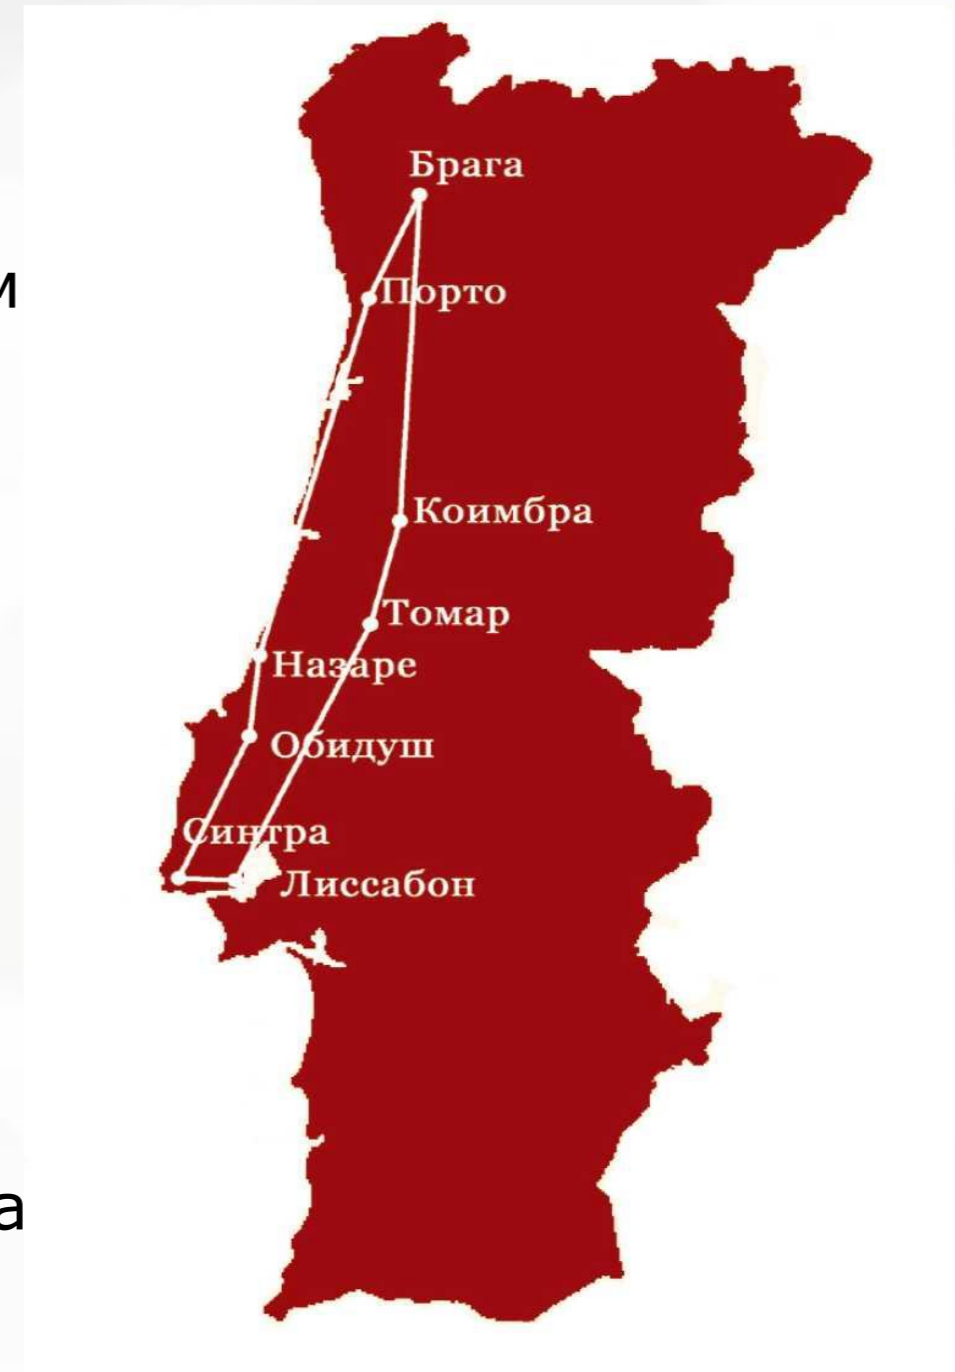 Брага
м
Порто
Коимбра
Томар
Назаре
Обидуш
Синтра
Лиссабон
а